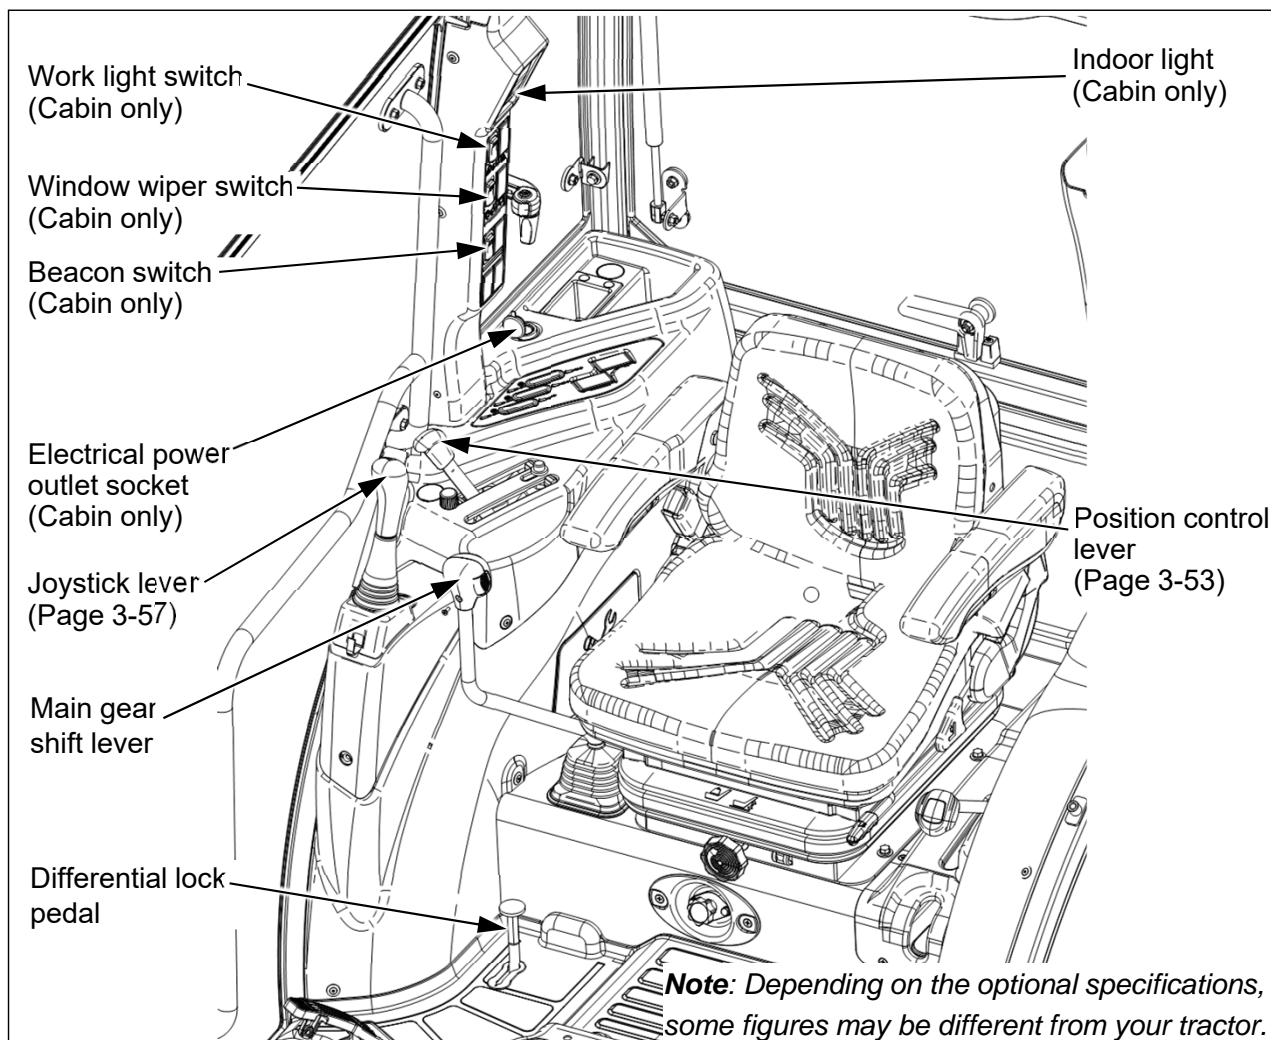 Work light switch
(Cabin only)
Window wiper switch
(Cabin only)
Beacon switch
(Cabin only)
Electrical power
outlet socket
(Cabin only)
Joystick lever
(Page 3-57)
Main gear
shift lever
Differential lock
pedal
Indoor light
(Cabin only)
Position control
lever
(Page 3-53)
Note: Depending on the optional specifications,
some figures may be different from your tractor.